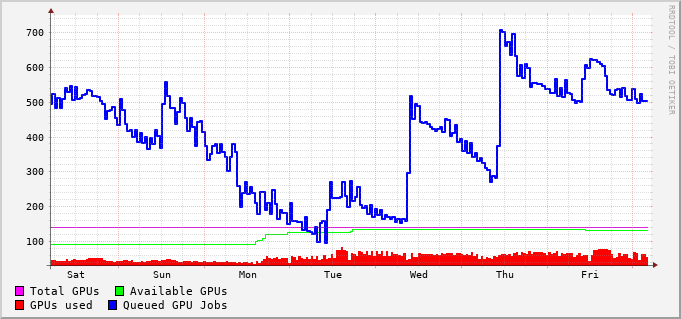 RRDTOOL / TOBI OETIKER
700
600
500
400
300
200
100
Sat Sun Mon Tue Wed Thu Fri
Total GPUs Available GPUs
GPUs used Queued GPU Jobs